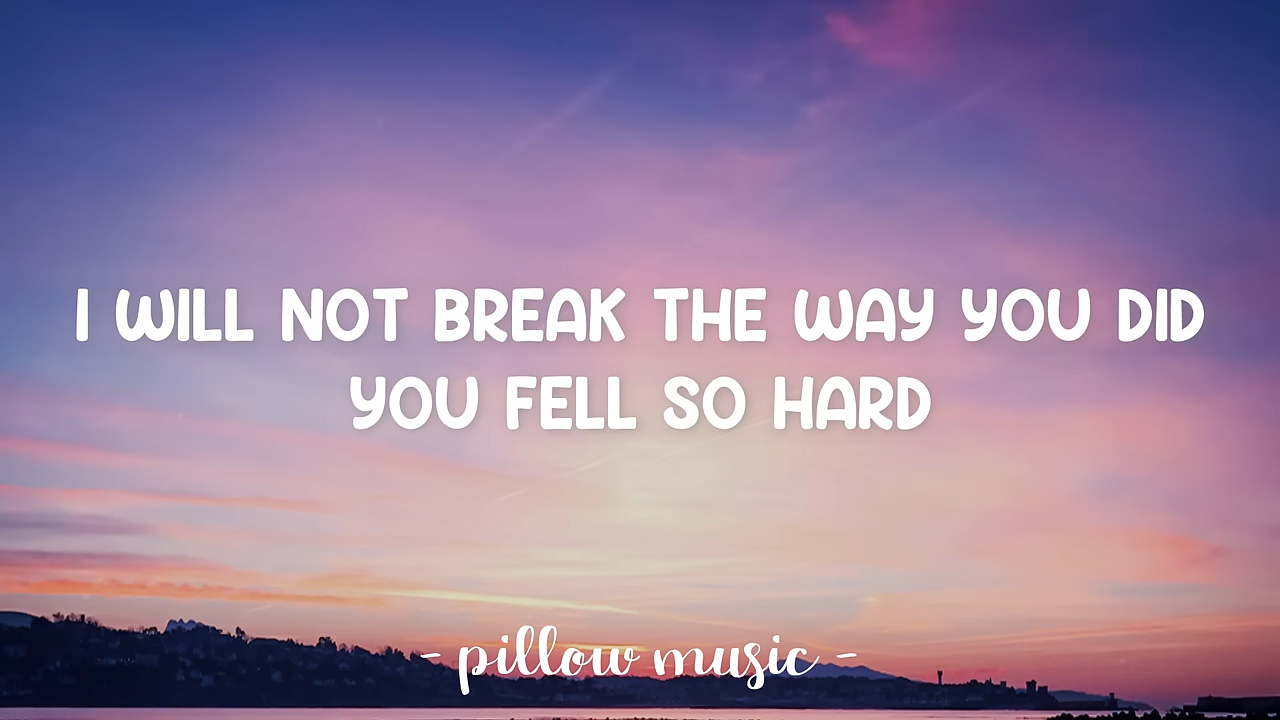 I WILL NOT BREAK THE WAY YOU DID
YOU FELL SO HARD
- pillow music -